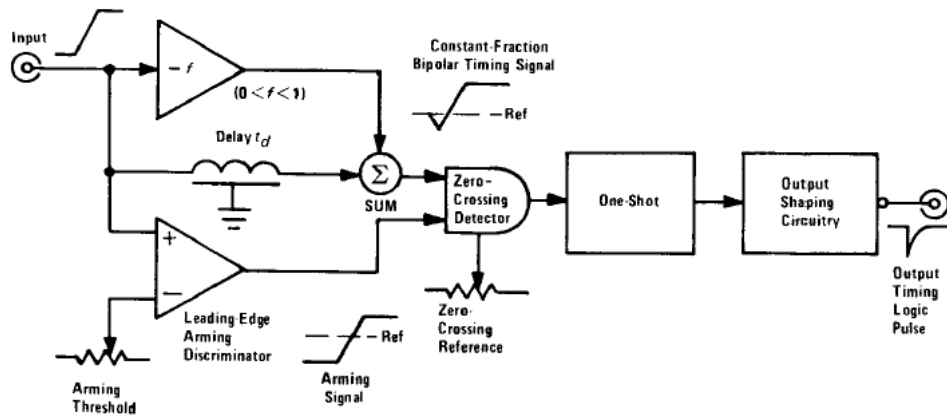 Input
– f
(0 < f < 1)
Constant-Fraction
Bipolar Timing Signal
Ref
Delay t_d
Σ
SUM
Zero-
Crossing
Detector
One-Shot
Output
Shaping
Circuitry
+
–
Leading-Edge
Arming
Discriminator
Ref
Arming
Signal
Zero-
Crossing
Reference
Output
Timing
Logic
Pulse
Arming
Threshold